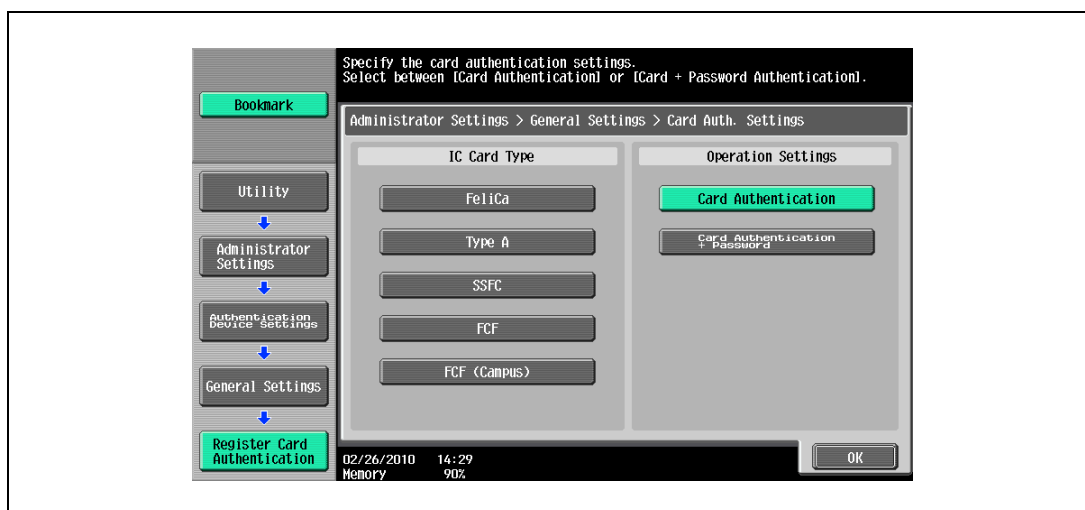 Specify the card authentication settings.
Select between [Card Authentication] or [Card + Password Authentication].
Bookmark
Administrator Settings > General Settings > Card Auth. Settings
IC Card Type
Operation Settings
Utility
FeliCa
Card Authentication
Type A
Card Authentication
+ Password
Administrator
Settings
SSFC
Authentication
Device Settings
FCF
General Settings
FCF (Campus)
Register Card
Authentication
02/26/2010 14:29
Memory 90%
OK